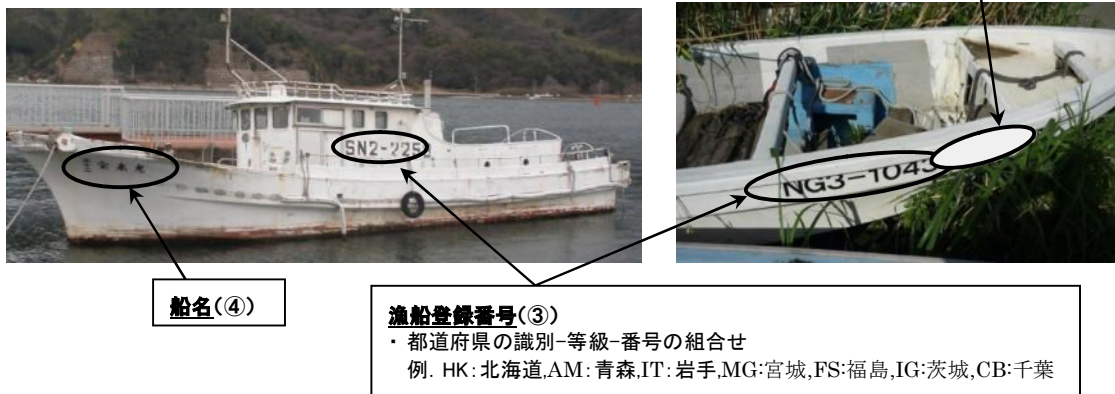 SN2-225
NG3-1043
船名(④)
漁船登録番号(③)
・ 都道府県の識別-等級-番号の組合せ
例. HK:北海道,AM:青森,IT:岩手,MG:宮城,FS:福島,IG:茨城,CB:千葉